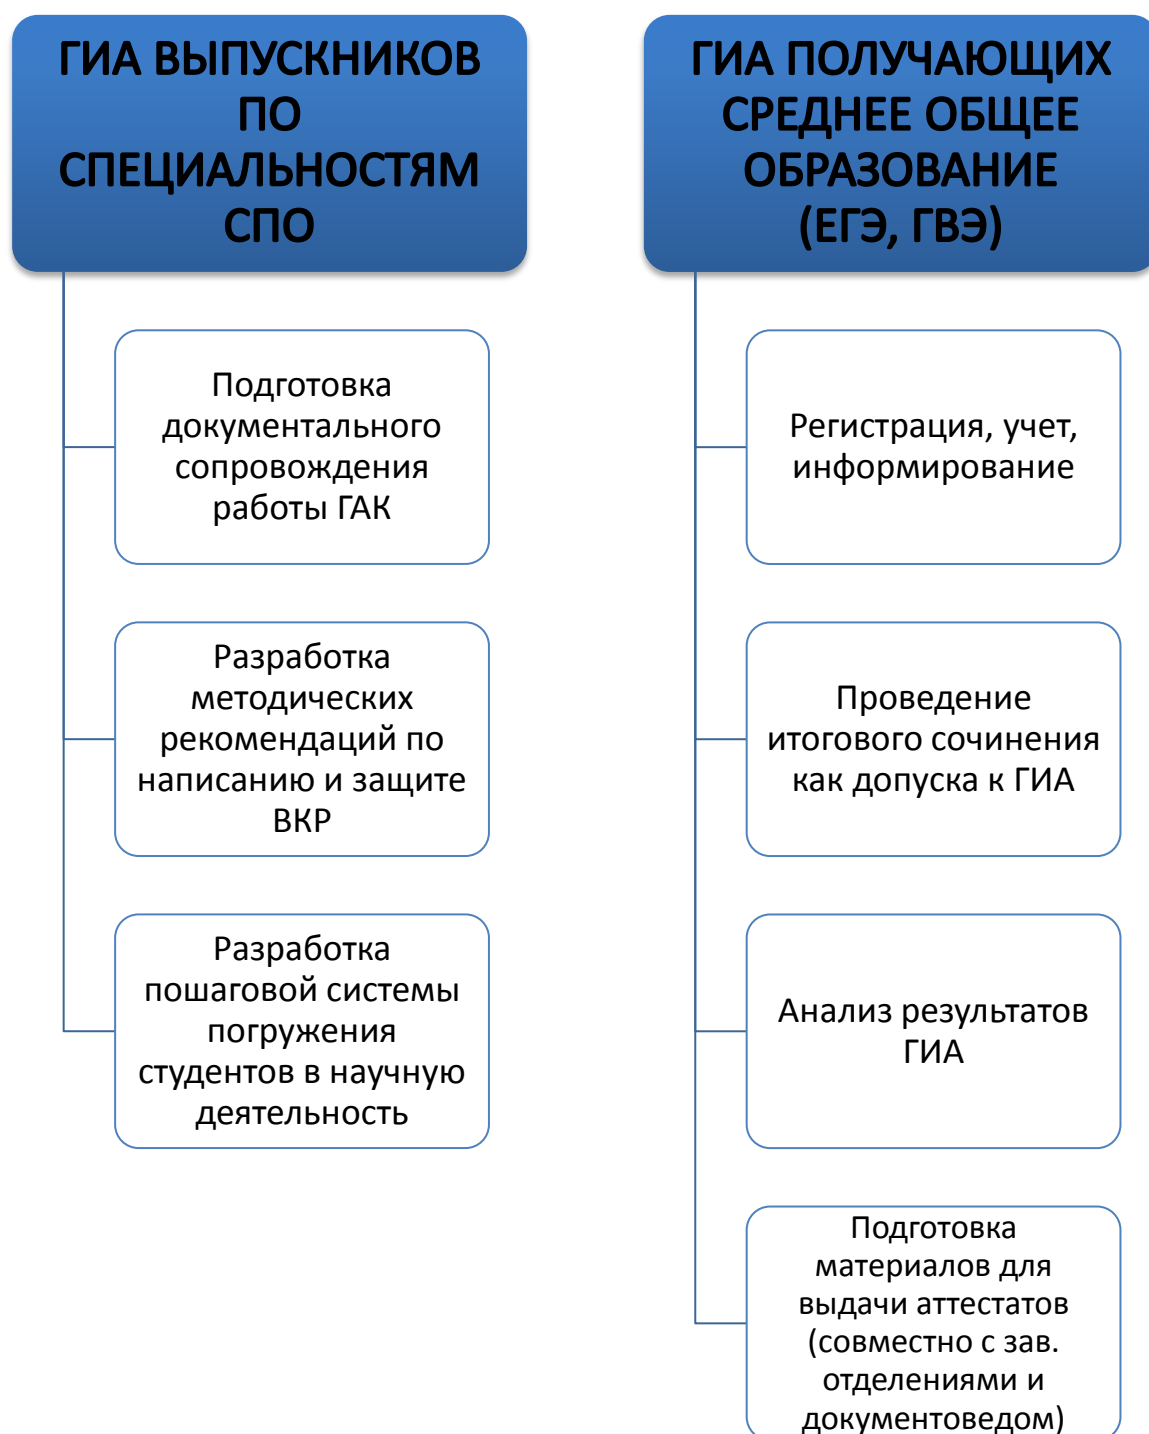 ГИА ВЫПУСКНИКОВ
ПО
СПЕЦИАЛЬНОСТЯМ
СПО
Подготовка
документального
сопровождения
работы ГАК
Разработка
методических
рекомендаций по
написанию и защите
ВКР
Разработка
пошаговой системы
погружения
студентов в научную
деятельность
ГИА ПОЛУЧАЮЩИХ
СРЕДНЕЕ ОБЩЕЕ
ОБРАЗОВАНИЕ
(ЕГЭ, ГВЭ)
Регистрация, учет,
информирование
Проведение
итогового сочинения
как допуска к ГИА
Анализ результатов
ГИА
Подготовка
материалов для
выдачи аттестатов
(совместно с зав.
отделениями и
документоведом)